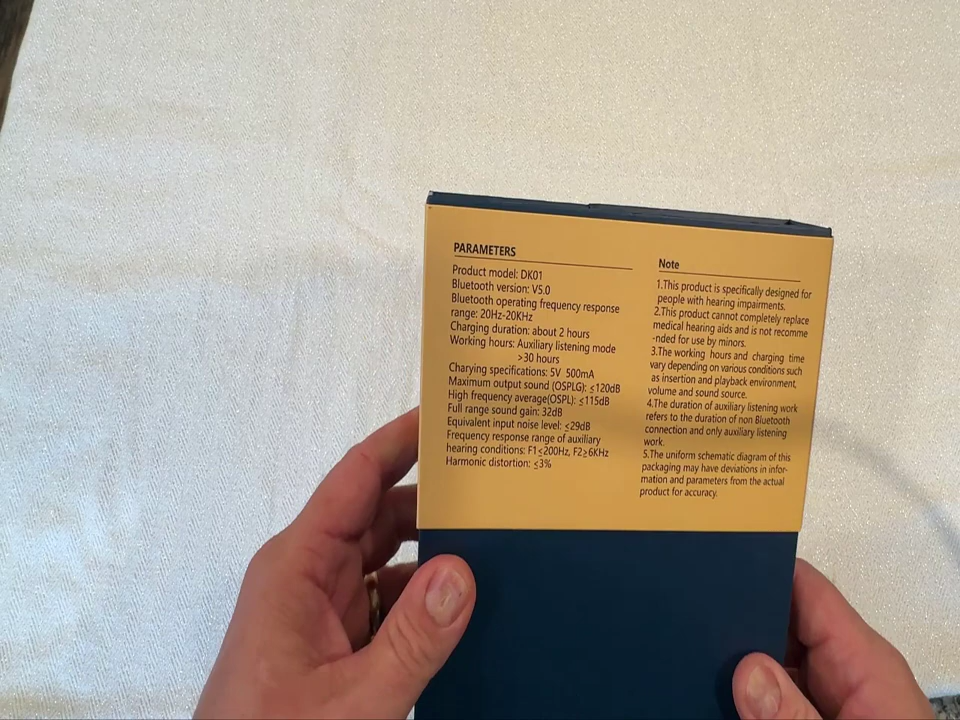 PARAMETERS
Product model: DK01
Bluetooth version: V5.0
Bluetooth operating frequency response
range: 20Hz-20KHz
Charging duration: about 2 hours
Working hours: Auxiliary listening mode
>30 hours
Charying specifications: 5V 500mA
Maximum output sound (OSPLG): ≤120dB
High frequency average(OSPL): ≤115dB
Full range sound gain: 32dB
Equivalent input noise level: ≤29dB
Frequency response range of auxiliary
hearing conditions: F1≤200Hz, F2≥6KHz
Harmonic distortion: ≤3%
Note
1.This product is specifically designed for
people with hearing impairments.
2.This product cannot completely replace
medical hearing aids and is not recomme
-nded for use by minors.
3.The working hours and charging time
vary depending on various conditions such
as insertion and playback environment,
volume and sound source.
4.The duration of auxiliary listening work
refers to the duration of non Bluetooth
connection and only auxiliary listening
work.
5.The uniform schematic diagram of this
packaging may have deviations in infor-
mation and parameters from the actual
product for accuracy.